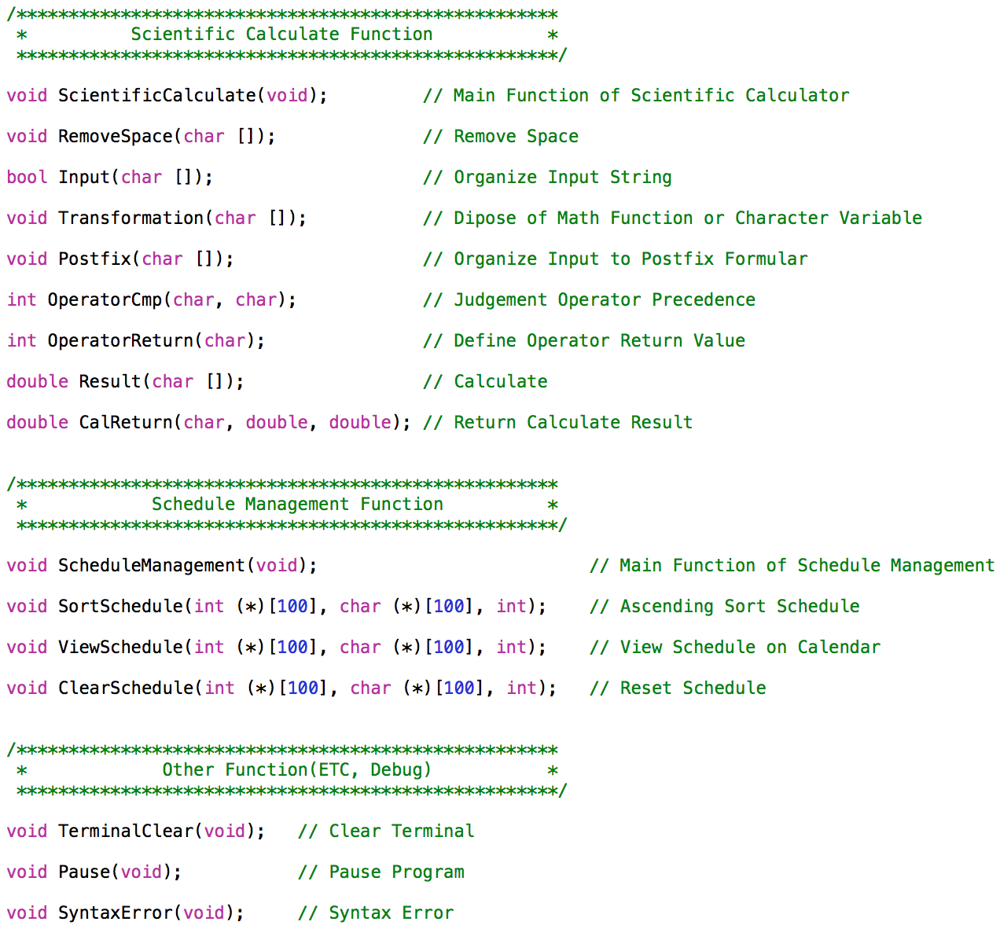 /****************************************************
 *          Scientific Calculate Function           *
 ****************************************************/
void ScientificCalculate(void);         // Main Function of Scientific Calculator
void RemoveSpace(char []);              // Remove Space
bool Input(char []);                    // Organize Input String
void Transformation(char []);           // Dipose of Math Function or Character Variable
void Postfix(char []);                  // Organize Input to Postfix Formular
int OperatorCmp(char, char);            // Judgement Operator Precedence
int OperatorReturn(char);               // Define Operator Return Value
double Result(char []);                 // Calculate
double CalReturn(char, double, double); // Return Calculate Result
/****************************************************
 *            Schedule Management Function          *
 ****************************************************/
void ScheduleManagement(void);                          // Main Function of Schedule Management
void SortSchedule(int (*)[100], char (*)[100], int);    // Ascending Sort Schedule
void ViewSchedule(int (*)[100], char (*)[100], int);    // View Schedule on Calendar
void ClearSchedule(int (*)[100], char (*)[100], int);   // Reset Schedule
/****************************************************
 *             Other Function(ETC, Debug)           *
 ****************************************************/
void TerminalClear(void);   // Clear Terminal
void Pause(void);           // Pause Program
void SyntaxError(void);     // Syntax Error